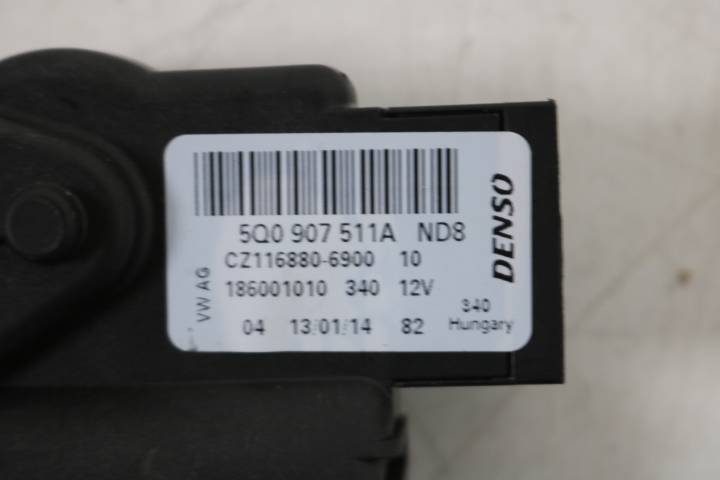 5Q0 907 511A ND8
CZ116880-6900 10
186001010 340 12V
04 13/01/14 82
VW AG
DENSO
340
Hungary